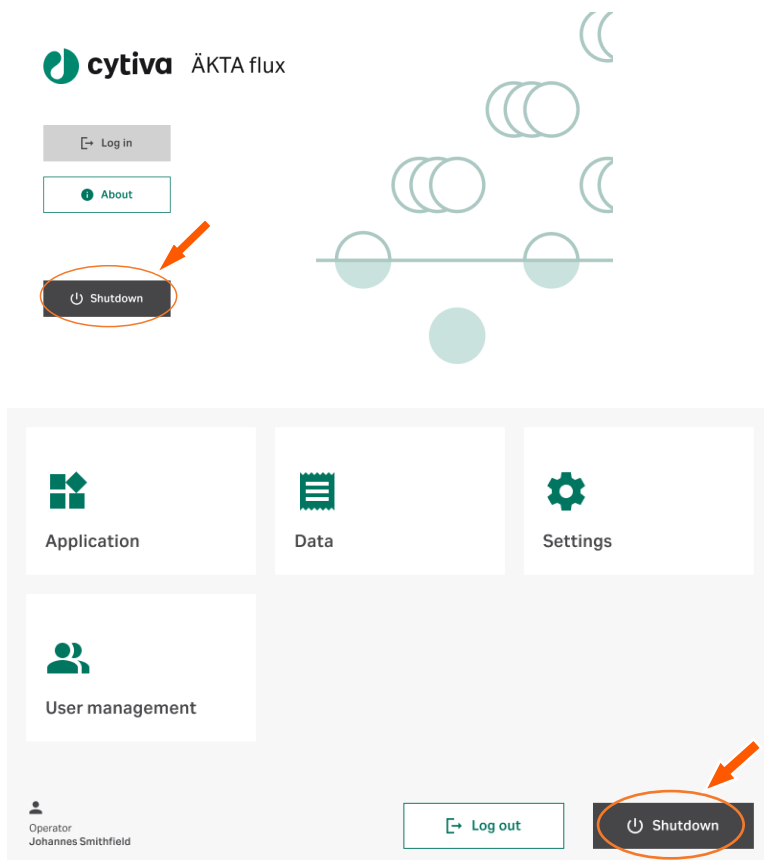 cytiva ÄKTA flux
Log in
About
Shutdown
Application
Data
Settings
User management
Operator
Johannes Smithfield
Log out
Shutdown